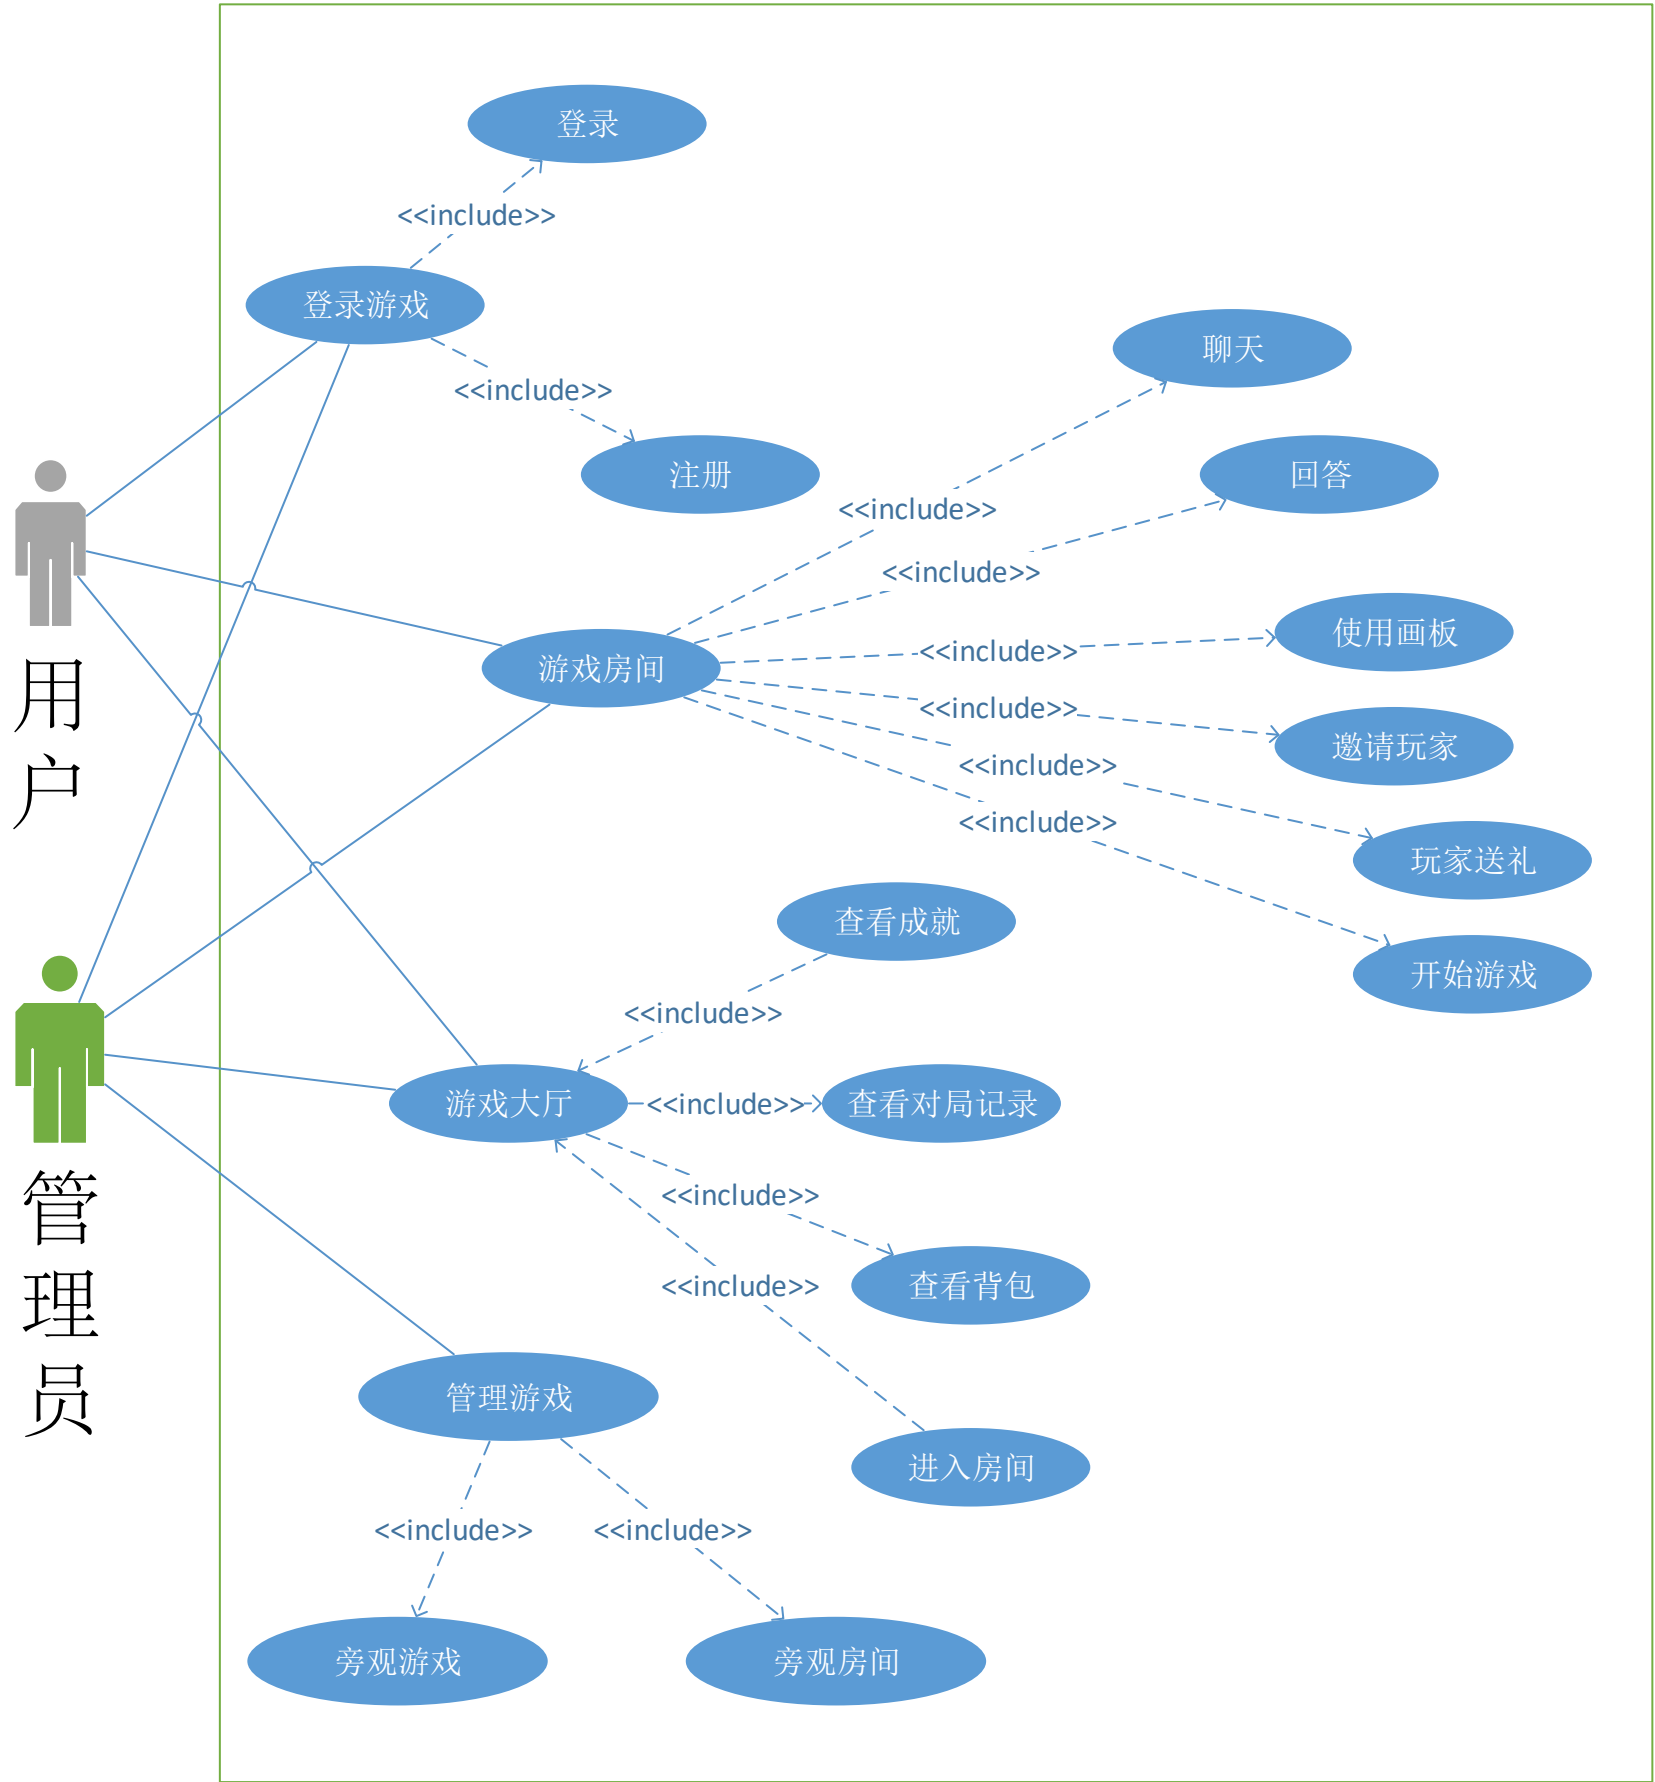 登录
<<include>>
登录游戏
<<include>>
注册
聊天
回答
<<include>>
<<include>>
使用画板
<<include>>
游戏房间
<<include>>
邀请玩家
<<include>>
<<include>>
玩家送礼
开始游戏
用户
查看成就
<<include>>
游戏大厅
<<include>>
查看对局记录
<<include>>
查看背包
<<include>>
管理员
管理游戏
进入房间
<<include>>
<<include>>
旁观游戏
旁观房间